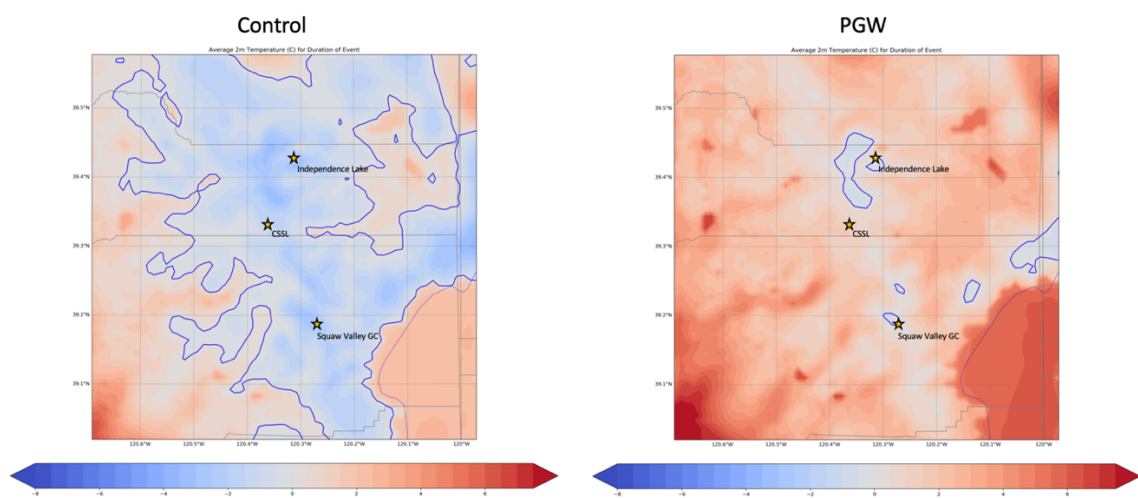 Control
Average 2m Temperature (C) for Duration of Event
39.5°N
39.4°N
39.3°N
39.2°N
39.1°N
Independence Lake
CSSL
Squaw Valley GC
120.6°W 120.5°W 120.4°W 120.3°W 120.2°W 120.1°W 120°W
−8 −6 −4 −2 0 2 4 6
PGW
Average 2m Temperature (C) for Duration of Event
39.5°N
39.4°N
39.3°N
39.2°N
39.1°N
Independence Lake
CSSL
Squaw Valley GC
120.6°W 120.5°W 120.4°W 120.3°W 120.2°W 120.1°W 120°W
−8 −6 −4 −2 0 2 4 6